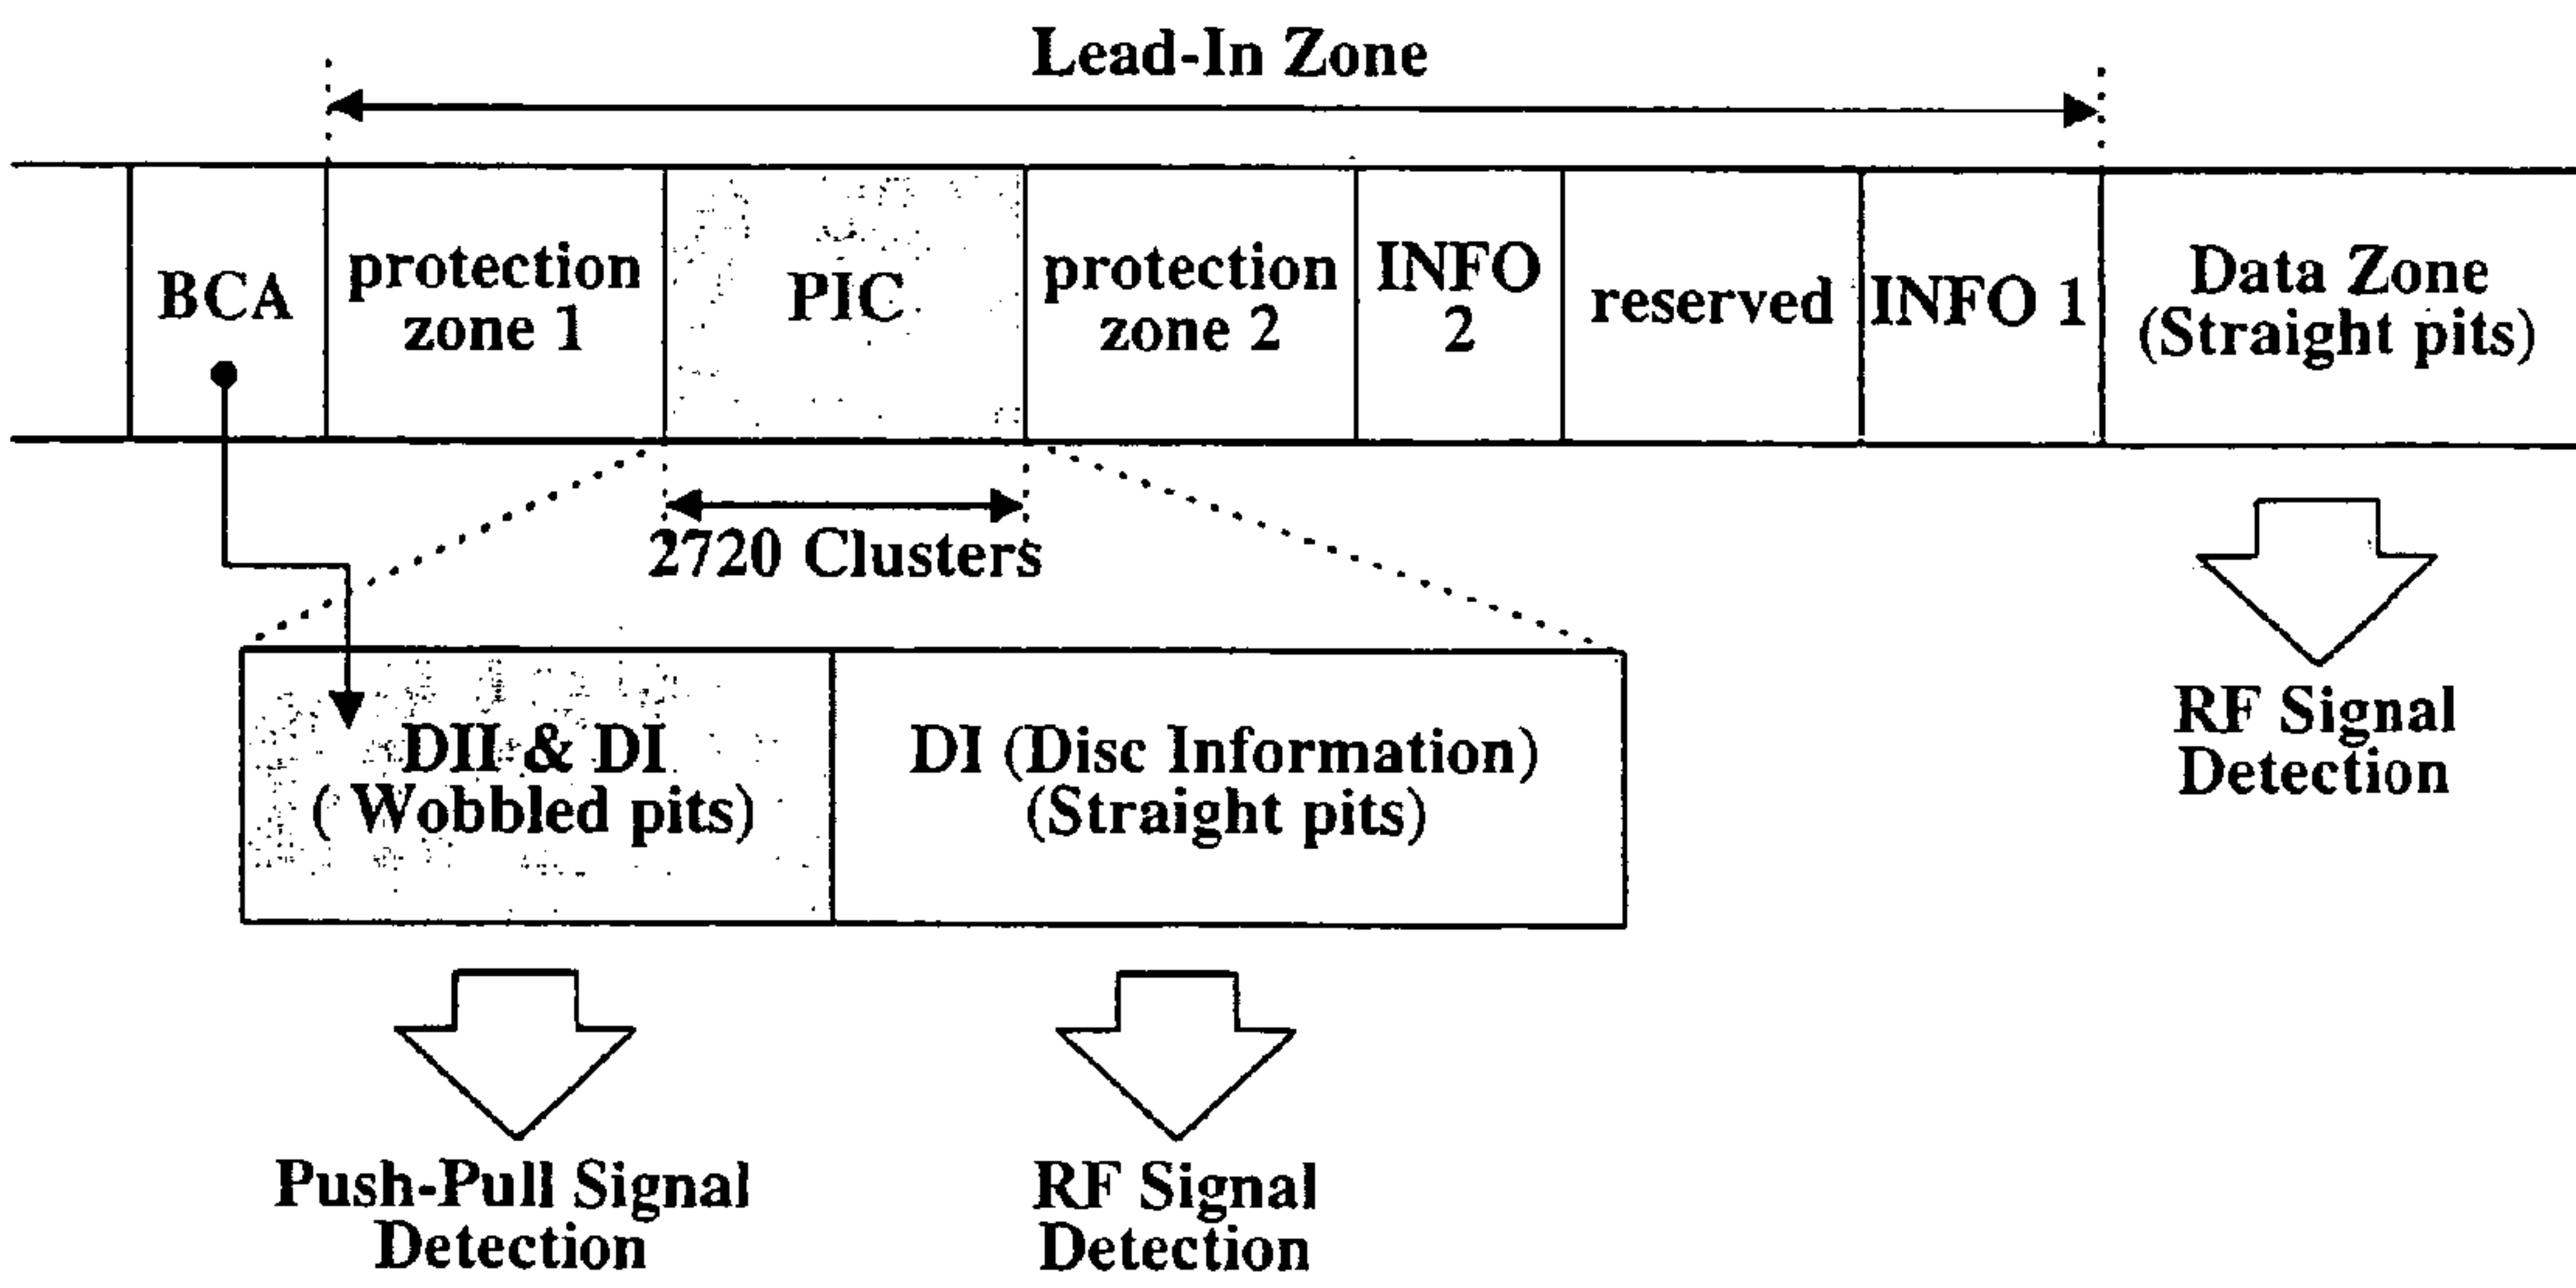 Lead-In Zone
BCA
protection
zone 1
PIC
protection
zone 2
INFO
2
reserved
INFO 1
Data Zone
(Straight pits)
2720 Clusters
DII & DI
( Wobbled pits)
DI (Disc Information)
(Straight pits)
RF Signal
Detection
Push-Pull Signal
Detection
RF Signal
Detection